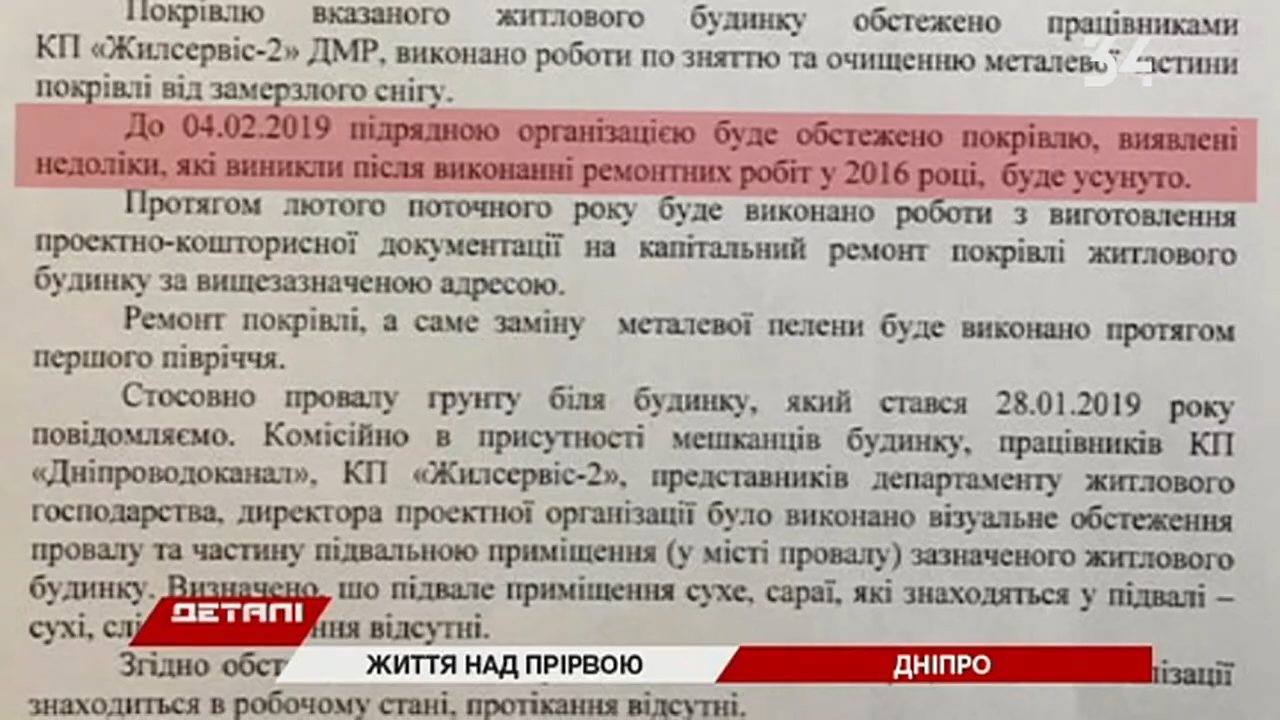 Покрівлю вказаного житлового будинку обстежено працівниками
КП «Жилсервіс-2» ДМР, виконано роботи по зняттю та очищенню металевої частини
покрівлі від замерзлого снігу.
34
До 04.02.2019 підрядною організацією буде обстежено покрівлю, виявлені
недоліки, які виникли після виконанні ремонтних робіт у 2016 році, буде усунуто.
Протягом лютого поточного року буде виконано роботи з виготовлення
проектно-кошторисної документації на капітальний ремонт покрівлі житлового
будинку за вищезазначеною адресою.
Ремонт покрівлі, а саме заміну металевої пелени буде виконано протягом
першого півріччя.
Стосовно провалу грунту біля будинку, який стався 28.01.2019 року
повідомляємо. Комісійно в присутності мешканців будинку, працівників КП
«Дніпроводоканал», КП «Жилсервіс-2», представників департаменту житлового
господарства, директора проектної організації було виконано візуальне обстеження
провалу та частину підвальною приміщення (у місті провалу) зазначеного житлового
будинку. Визначено, що підвале приміщення сухе, сараї, які знаходяться у підвалі –
сухі, відсутні.
Згідно
знаходиться в робочому стані, протікання відсутні.
ДЕТАЛІ
ЖИТТЯ НАД ПРІРВОЮ
ДНІПРО